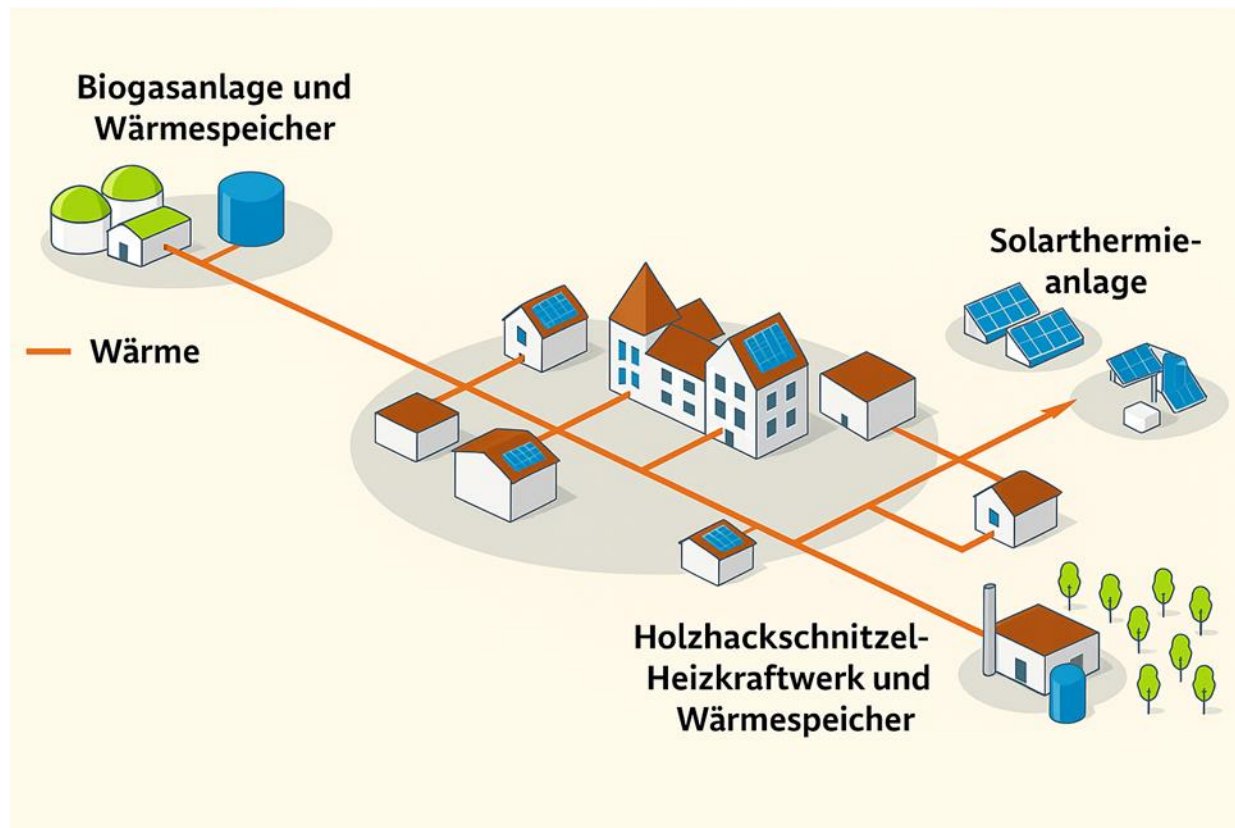 Biogasanlage und
Wärmespeicher
Solarthermie-
anlage
Wärme
Holzhackschnitzel-
Heizkraftwerk und
Wärmespeicher